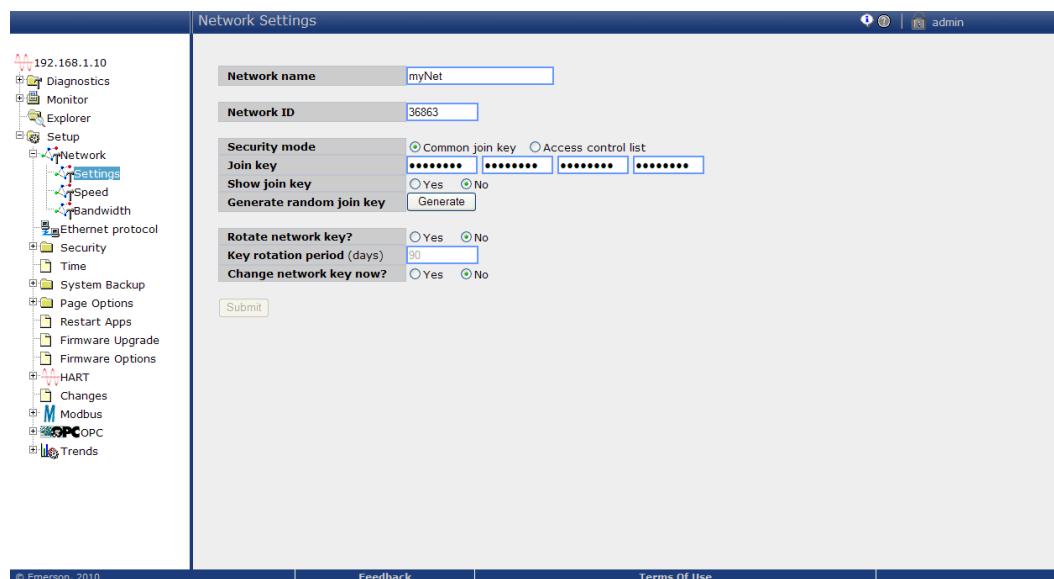 Network Settings
admin
192.168.1.10
Diagnostics
Monitor
Explorer
Setup
Network
Settings
Speed
Bandwidth
Ethernet protocol
Security
Time
System Backup
Page Options
Restart Apps
Firmware Upgrade
Firmware Options
HART
Changes
M Modbus
OPC OPC
Trends
Network name myNet
Network ID 36863
Security mode Common join key Access control list
Join key •••••••• •••••••• •••••••• ••••••••
Show join key Yes No
Generate random join key Generate
Rotate network key? Yes No
Key rotation period (days) 90
Change network key now? Yes No
Submit
© Emerson, 2010 Feedback Terms Of Use